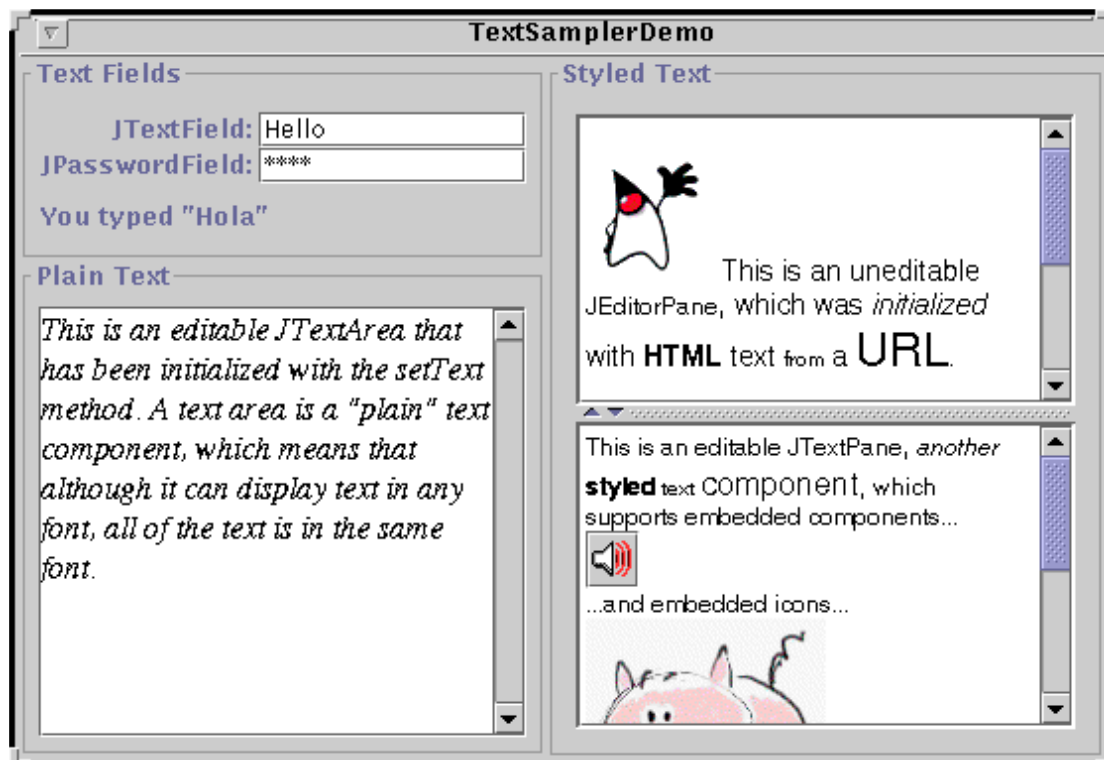 TextSamplerDemo
Text Fields
JTextField: Hello
JPasswordField: ****
You typed "Hola"
Plain Text
This is an editable JTextArea that
has been initialized with the setText
method. A text area is a "plain" text
component, which means that
although it can display text in any
font, all of the text is in the same
font.
Styled Text
This is an uneditable
JEditorPane, which was initialized
with HTML text from a URL.
This is an editable JTextPane, another
styled text component, which
supports embedded components...
...and embedded icons...